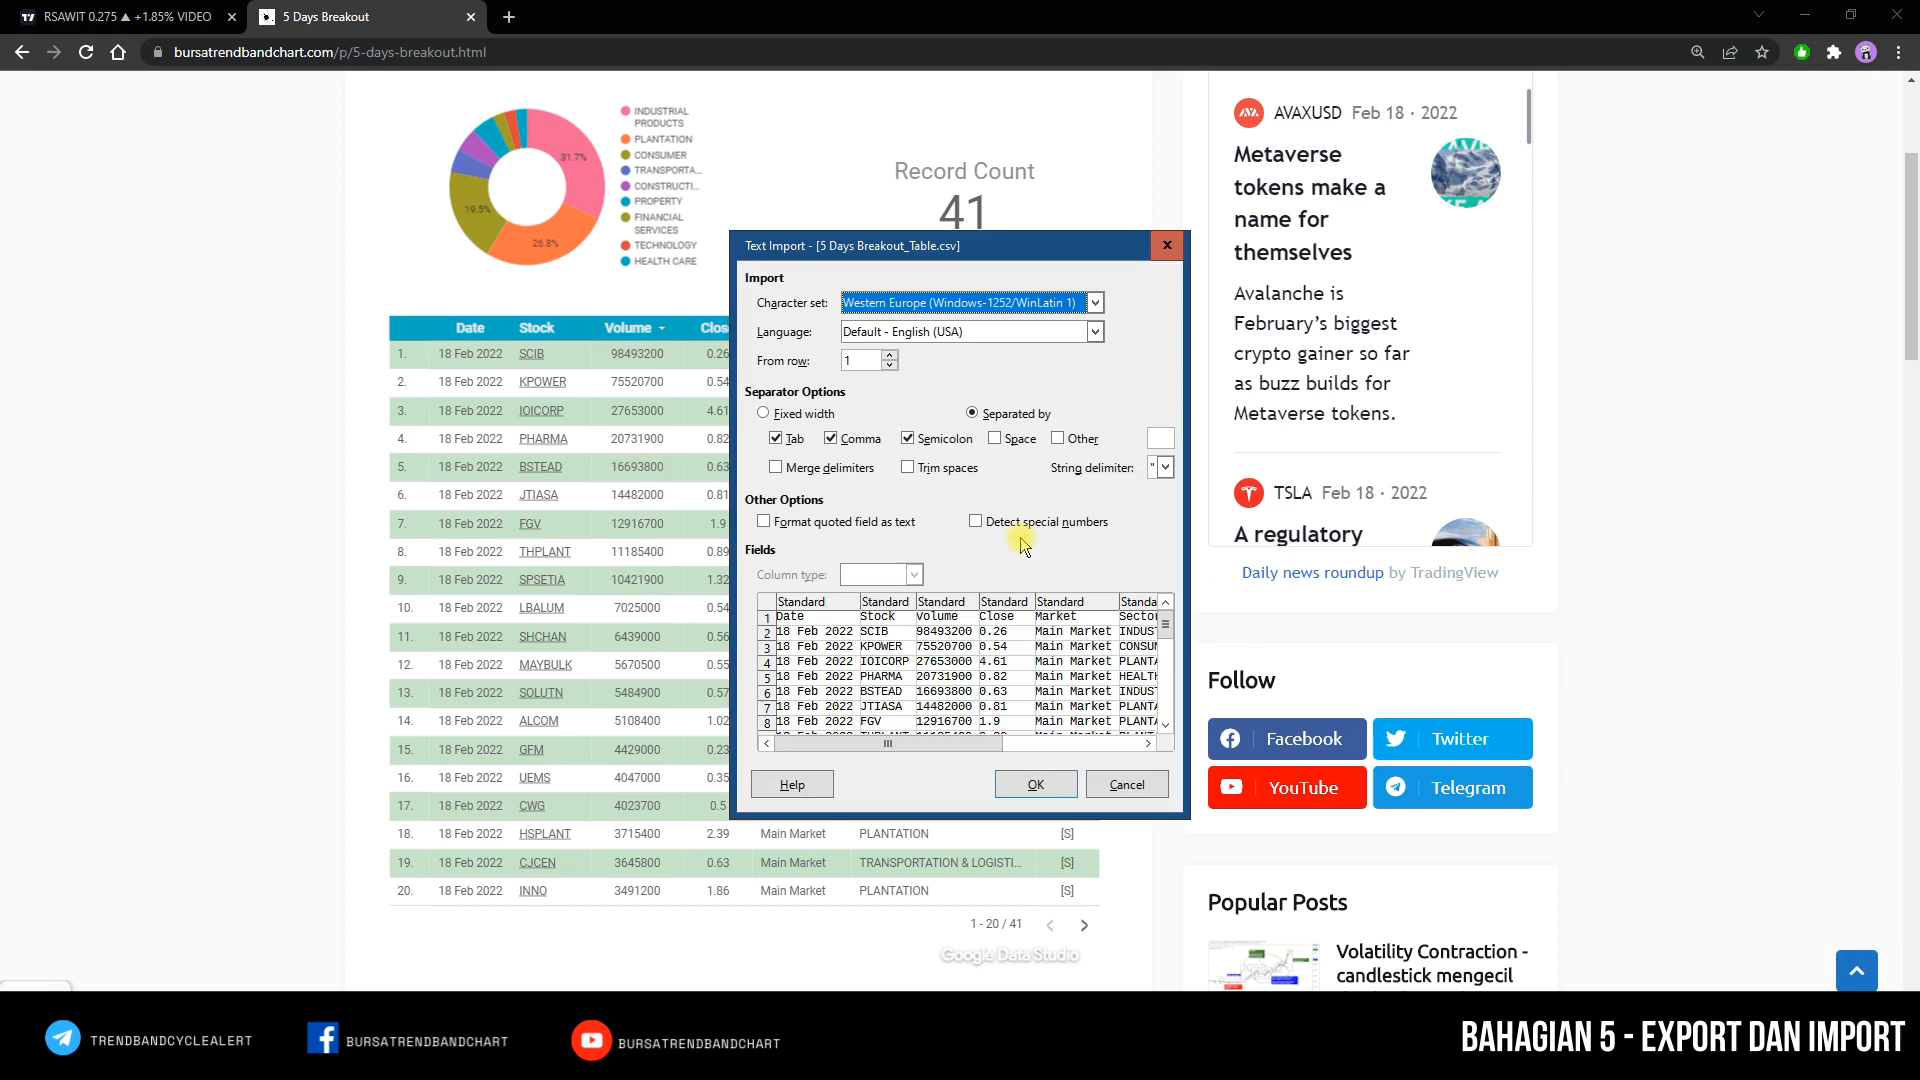 RSAWIT 0.275 ▲ +1.85% VIDEO
5 Days Breakout
bursatrendbandchart.com/p/5-days-breakout.html
31.7%
19.5%
26.8%
INDUSTRIAL
PRODUCTS
PLANTATION
CONSUMER
TRANSPORTA...
CONSTRUCTI...
PROPERTY
FINANCIAL
SERVICES
TECHNOLOGY
HEALTH CARE
Record Count
41
Date Stock Volume Clos
1. 18 Feb 2022 SCIB 98493200 0.26
2. 18 Feb 2022 KPOWER 75520700 0.54
3. 18 Feb 2022 IOICORP 27653000 4.61
4. 18 Feb 2022 PHARMA 20731900 0.82
5. 18 Feb 2022 BSTEAD 16693800 0.63
6. 18 Feb 2022 JTIASA 14482000 0.81
7. 18 Feb 2022 FGV 12916700 1.9
8. 18 Feb 2022 THPLANT 11185400 0.89
9. 18 Feb 2022 SPSETIA 10421900 1.32
10. 18 Feb 2022 LBALUM 7025000 0.54
11. 18 Feb 2022 SHCHAN 6439000 0.56
12. 18 Feb 2022 MAYBULK 5670500 0.55
13. 18 Feb 2022 SOLUTN 5484900 0.57
14. 18 Feb 2022 ALCOM 5108400 1.02
15. 18 Feb 2022 GFM 4429000 0.23
16. 18 Feb 2022 UEMS 4047000 0.35
17. 18 Feb 2022 CWG 4023700 0.5
18. 18 Feb 2022 HSPLANT 3715400 2.39 Main Market PLANTATION [S]
19. 18 Feb 2022 CJCEN 3645800 0.63 Main Market TRANSPORTATION & LOGISTI... [S]
20. 18 Feb 2022 INNO 3491200 1.86 Main Market PLANTATION [S]
1 - 20 / 41
Google Data Studio
Text Import - [5 Days Breakout_Table.csv]
Import
Character set: Western Europe (Windows-1252/WinLatin 1)
Language: Default - English (USA)
From row: 1
Separator Options
Fixed width Separated by
Tab Comma Semicolon Space Other
Merge delimiters Trim spaces String delimiter: "
Other Options
Format quoted field as text Detect special numbers
Fields
Column type:
Standard Standard Standard Standard Standard Standa
1 Date Stock Volume Close Market Secto
2 18 Feb 2022 SCIB 98493200 0.26 Main Market INDUS
3 18 Feb 2022 KPOWER 75520700 0.54 Main Market CONSU
4 18 Feb 2022 IOICORP 27653000 4.61 Main Market PLANT
5 18 Feb 2022 PHARMA 20731900 0.82 Main Market HEALT
6 18 Feb 2022 BSTEAD 16693800 0.63 Main Market INDUS
7 18 Feb 2022 JTIASA 14482000 0.81 Main Market PLANT
8 18 Feb 2022 FGV 12916700 1.9 Main Market PLANT
Help OK Cancel
AVAXUSD Feb 18 · 2022
Metaverse
tokens make a
name for
themselves
Avalanche is
February's biggest
crypto gainer so far
as buzz builds for
Metaverse tokens.
TSLA Feb 18 · 2022
A regulatory
Daily news roundup by TradingView
Follow
Facebook Twitter
YouTube Telegram
Popular Posts
Volatility Contraction -
candlestick mengecil
TRENDBANDCYCLEALERT
BURSATRENDBANDCHART
BURSATRENDBANDCHART
BAHAGIAN 5 - EXPORT DAN IMPORT